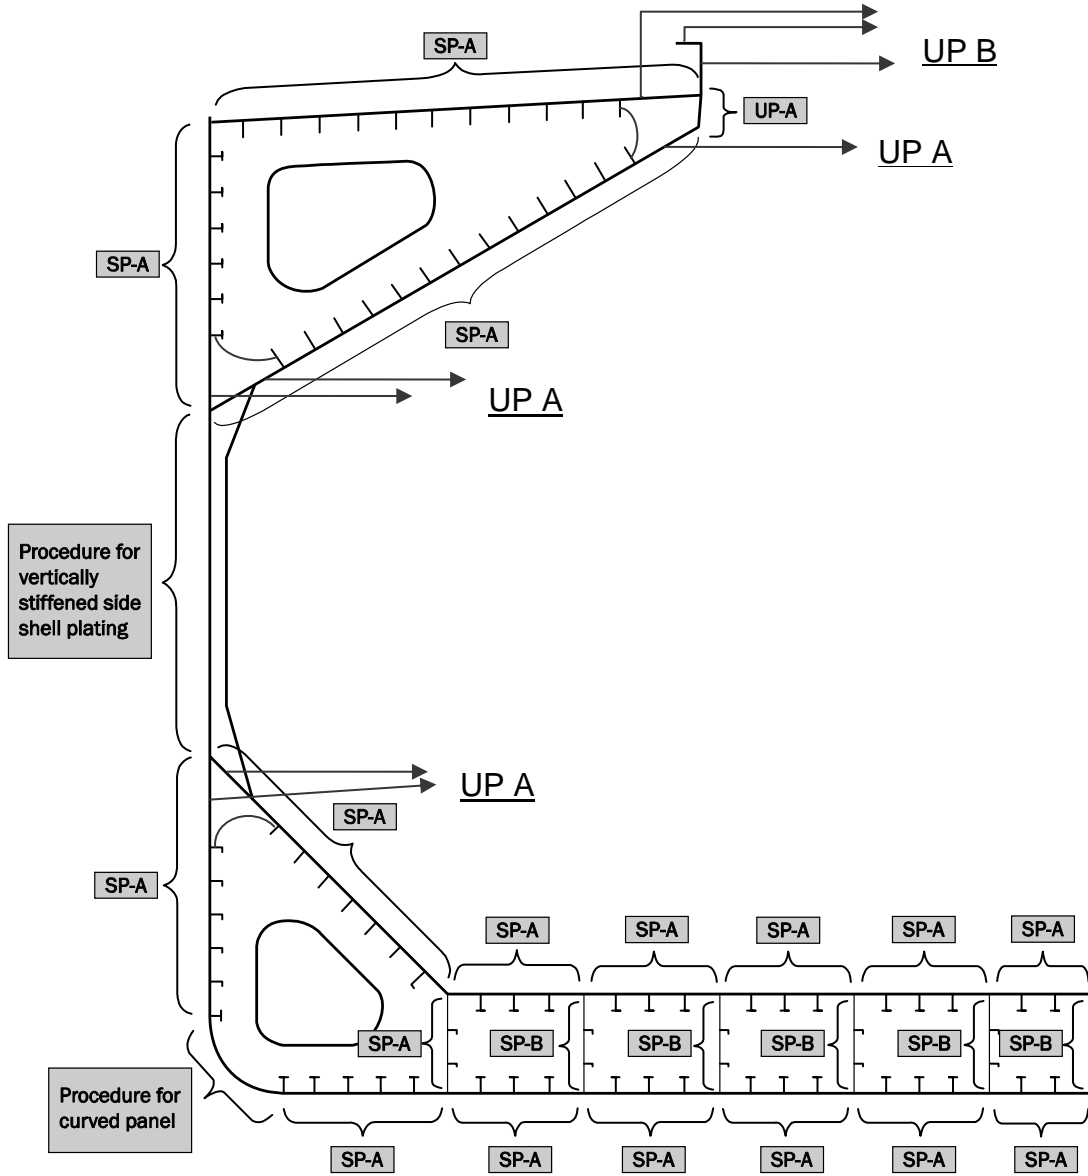 SP-A
UP B
UP-A
UP A
SP-A
SP-A
UP A
Procedure for
vertically
stiffened side
shell plating
UP A
SP-A
SP-A
SP-A
SP-A
SP-A
SP-A
SP-A
SP-A
SP-B
SP-B
SP-B
SP-B
SP-B
Procedure for
curved panel
SP-A
SP-A
SP-A
SP-A
SP-A
SP-A